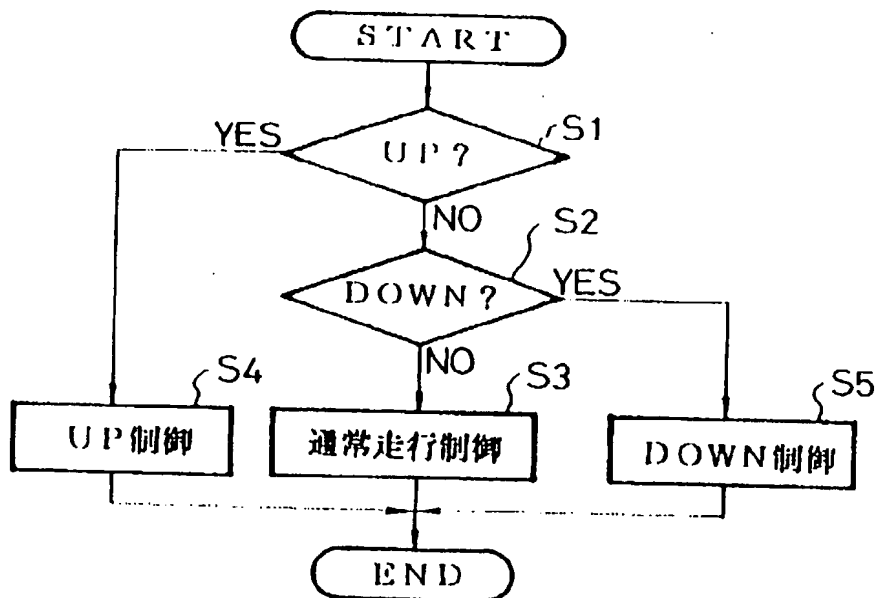 START
S1
YES
UP?
NO
S2
YES
DOWN?
NO
S4
S3
S5
UP制御
通常走行制御
DOWN制御
END